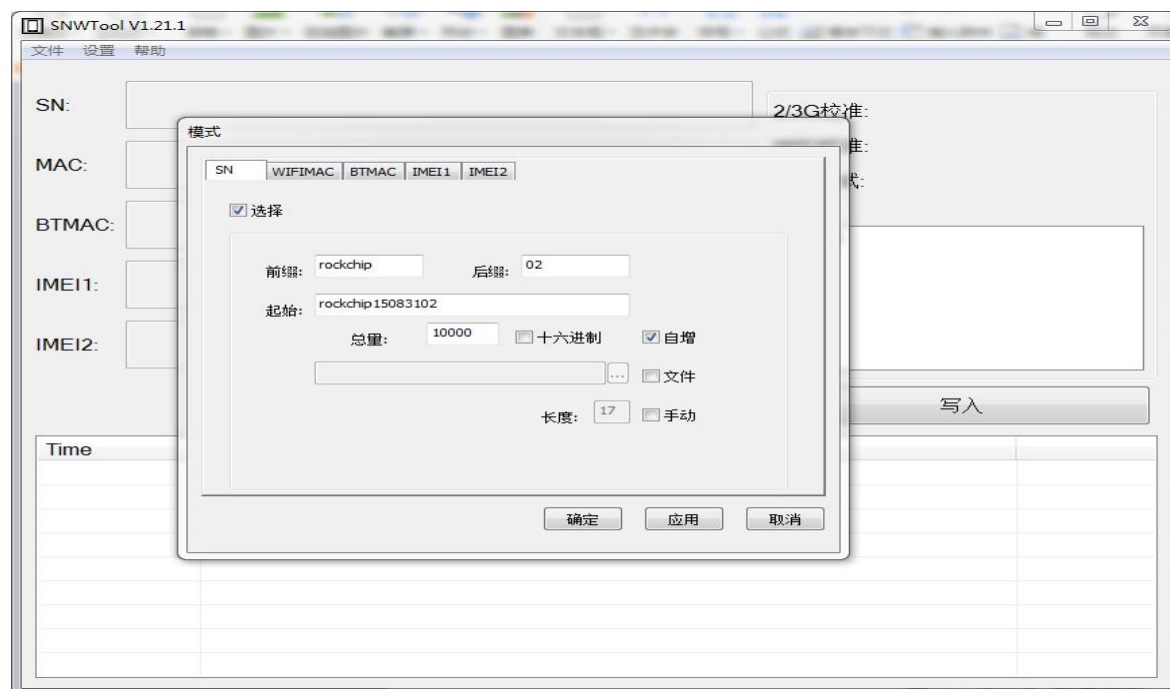 SNWTool V1.21.1
文件 设置 帮助
SN:
2/3G校准:
模式
准:
MAC:
SN WIFIMAC BTMAC IMEI1 IMEI2
式:
选择
BTMAC:
前缀: rockchip 后缀: 02
IMEI1:
起始: rockchip15083102
总量: 10000 十六进制 自增
IMEI2:
... 文件
长度: 17 手动
写入
Time
确定 应用 取消